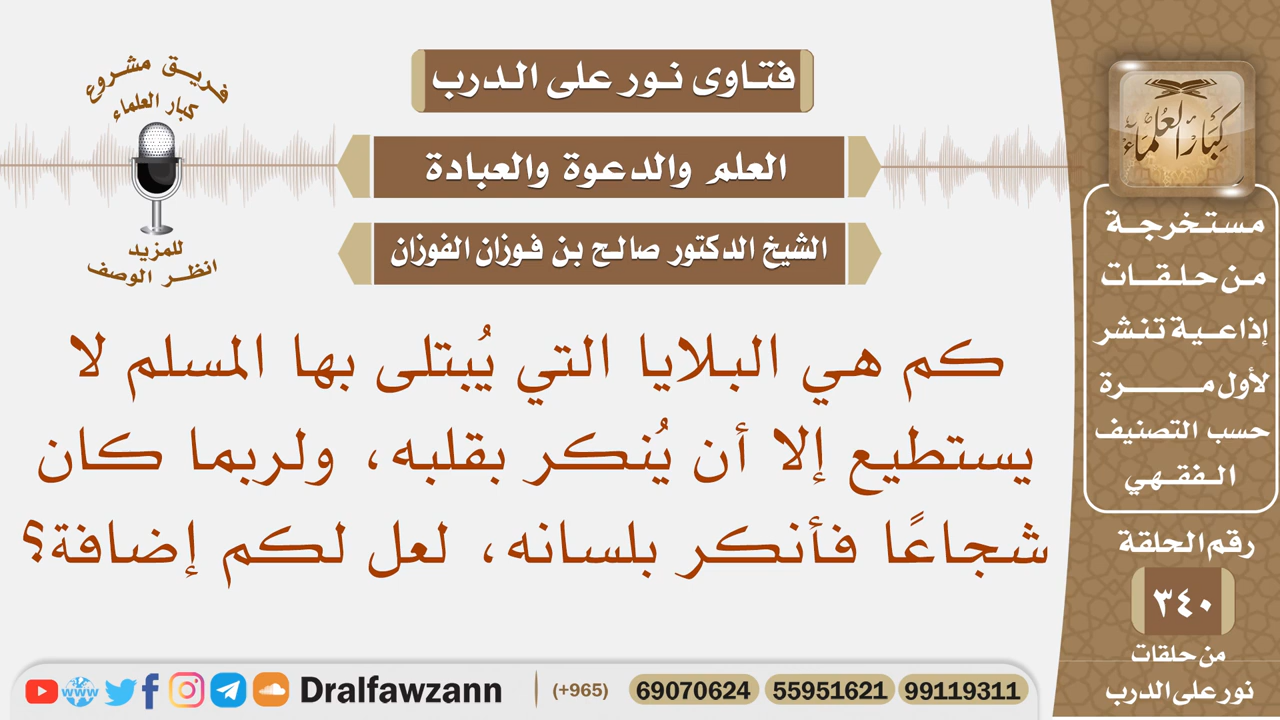 فتاوى نور على الدرب
العلم والدعوة والعبادة
الشيخ الدكتور صالح بن فوزان الفوزان
كم هي البلايا التي يُبتلى بها المسلم لا
يستطيع إلا أن يُنكر بقلبه، ولربما كان
شجاعًا فأنكر بلسانه، لعل لكم إضافة؟
كِبَارُ العُلَمَاء
مستخرجة
من حلقات
إذاعية تنشر
لأول مرة
حسب التصنيف
الفقهي
رقم الحلقة
٣٤٠
من حلقات
نور على الدرب
فريق مشروع
كبار العلماء
للمزيد
انظر الوصف
www Dralfawzann (+965) 69070624 55951621 99119311